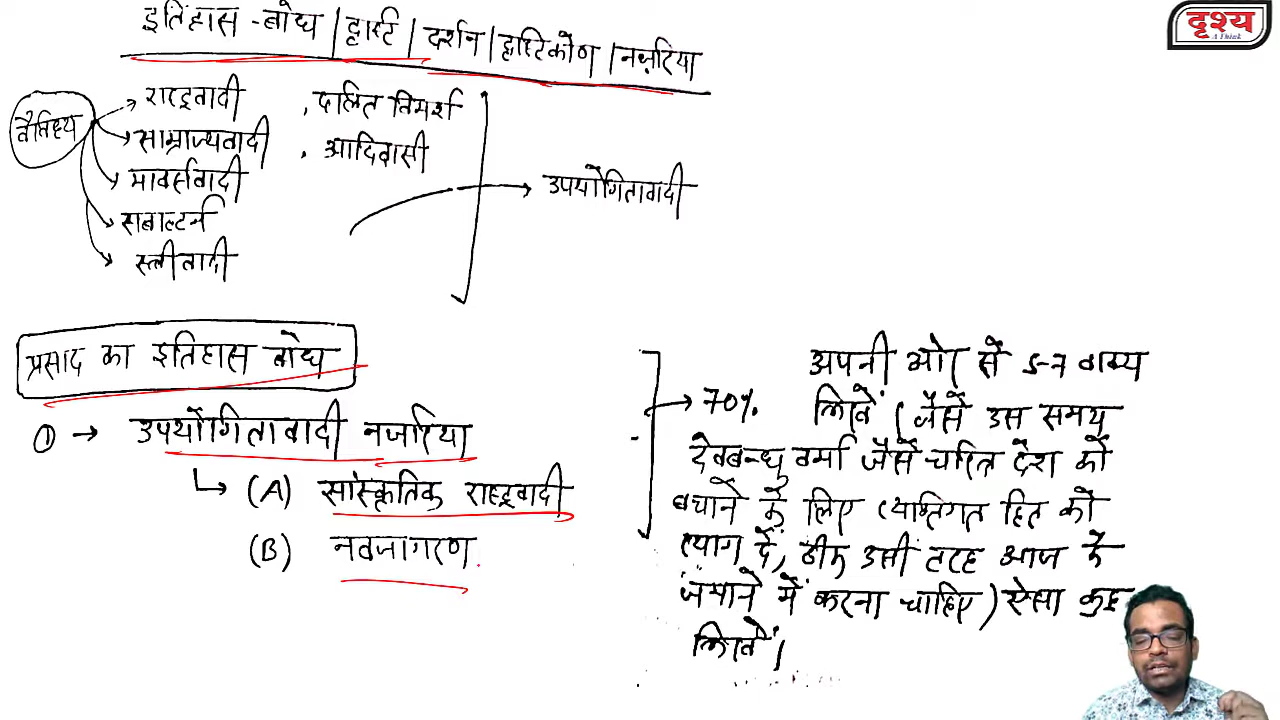 इतिहास-बोध / दृष्टि / दर्शन / दृष्टिकोण / नज़रिया
दृश्य
A Think
वैशिष्ट्य
राष्ट्रवादी
साम्राज्यवादी
मार्क्सवादी
सबाल्टर्न
स्त्रीवादी
, दलित विमर्श
, आदिवासी
उपयोगितावादी
प्रसाद का इतिहास बोध
① → उपयोगितावादी नजरिया
(A) सांस्कृतिक राष्ट्रवादी
(B) नवजागरण
70%
अपनी ओर से 5-7 वाक्य
लिखें (जैसे उस समय
देवबन्धु वर्मा जैसे चरित्र देश को
बचाने के लिए व्यक्तिगत हित को
त्याग दें, ठीक उसी तरह आज के
जमाने में करना चाहिए) ऐसा कुछ
लिखें।